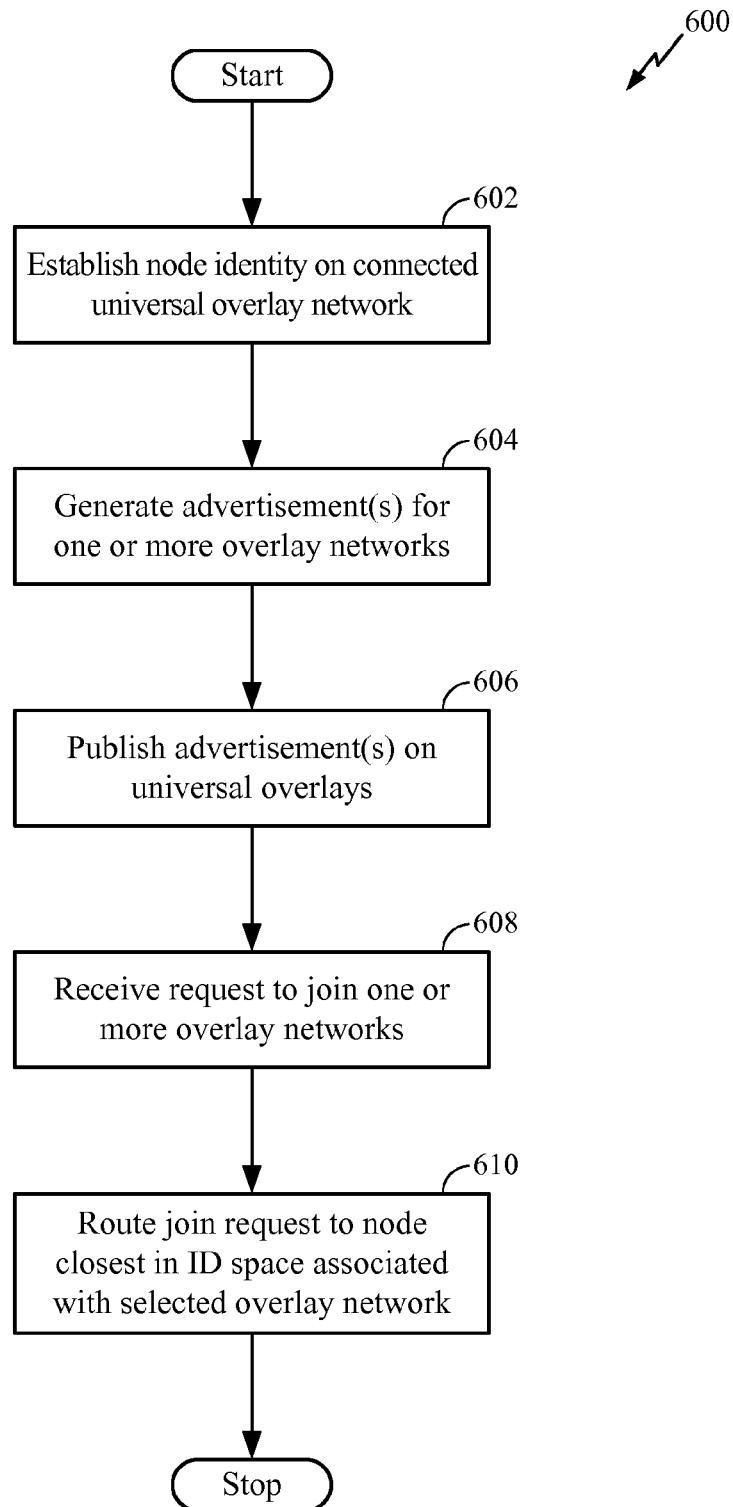 600
Start
602
Establish node identity on connected
universal overlay network
604
Generate advertisement(s) for
one or more overlay networks
606
Publish advertisement(s) on
universal overlays
608
Receive request to join one or
more overlay networks
610
Route join request to node
closest in ID space associated
with selected overlay network
Stop